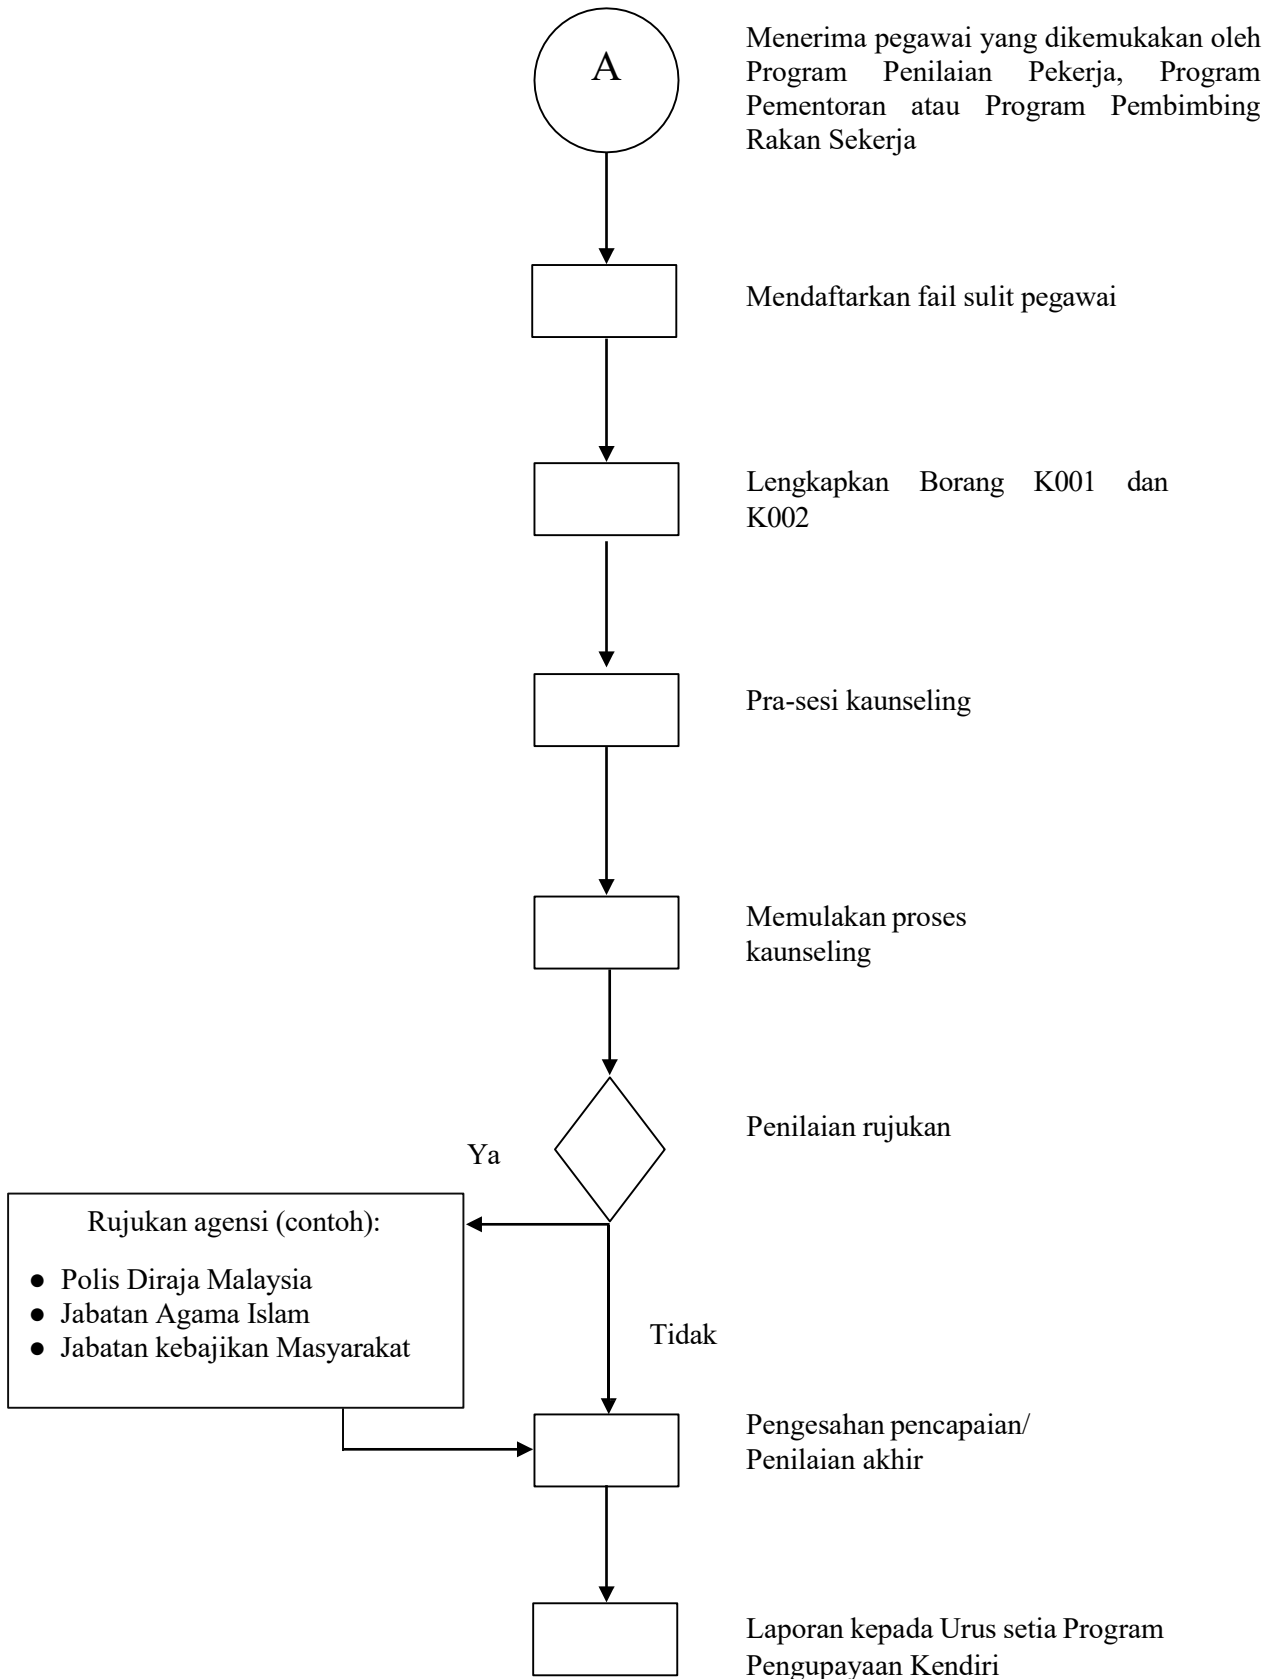 A
Menerima pegawai yang dikemukakan oleh
Program Penilaian Pekerja, Program
Pementoran atau Program Pembimbing
Rakan Sekerja
Mendaftarkan fail sulit pegawai
Lengkapkan Borang K001 dan
K002
Pra-sesi kaunseling
Memulakan proses
kaunseling
Penilaian rujukan
Ya
Rujukan agensi (contoh):
● Polis Diraja Malaysia
● Jabatan Agama Islam
● Jabatan kebajikan Masyarakat
Tidak
Pengesahan pencapaian/
Penilaian akhir
Laporan kepada Urus setia Program
Pengupayaan Kendiri